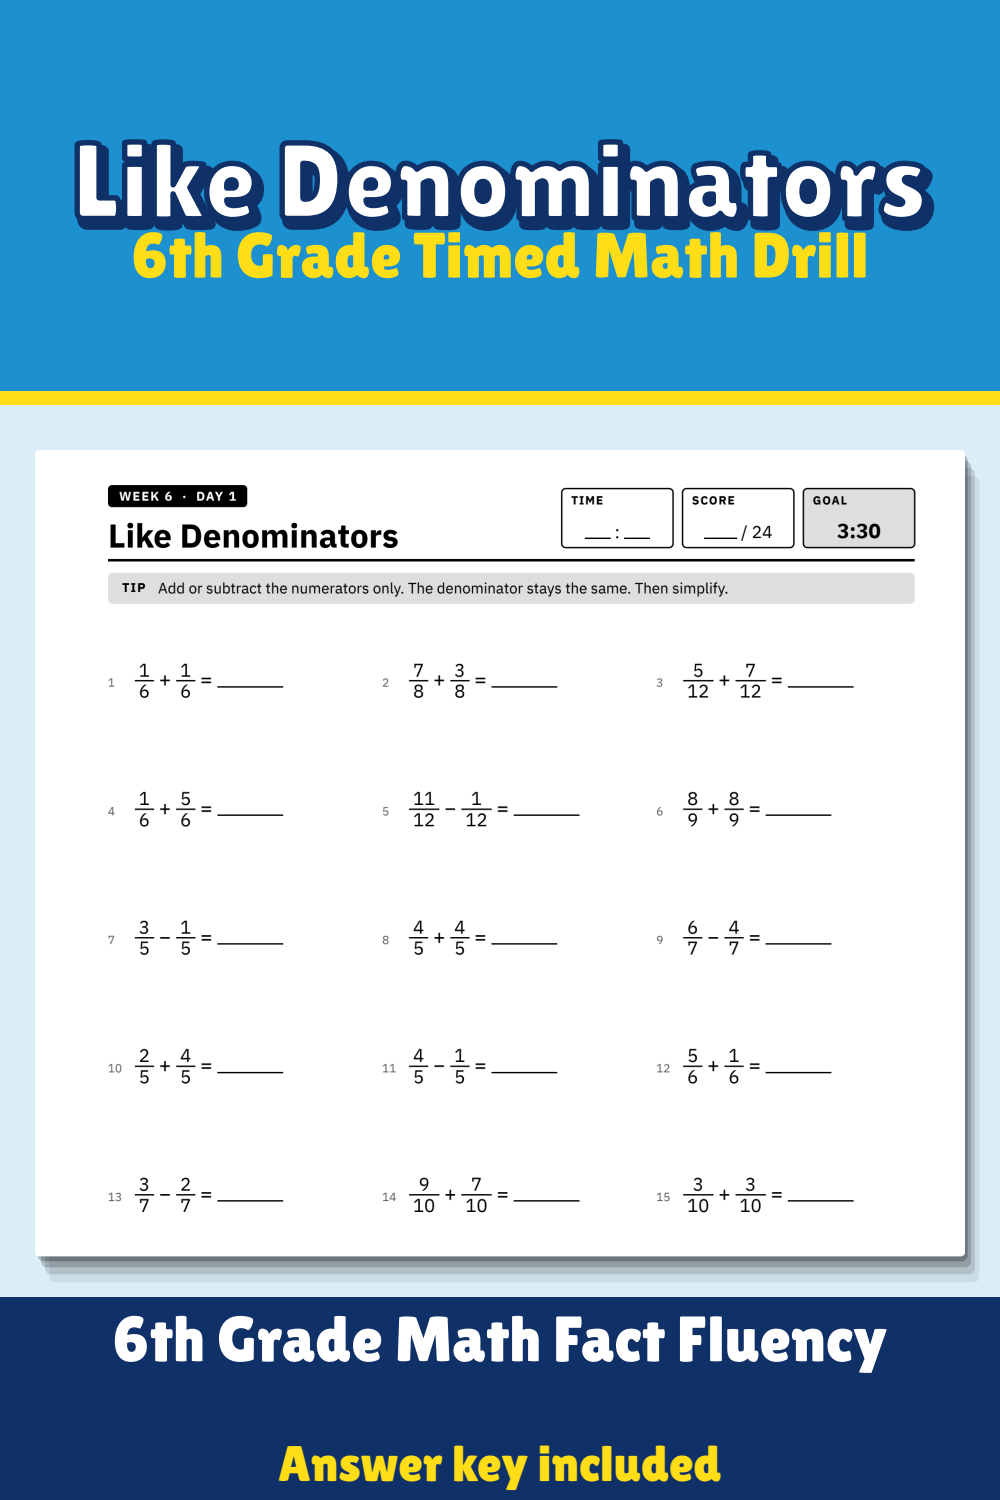 Like Denominators
6th Grade Timed Math Drill
WEEK 6 · DAY 1
Like Denominators
TIME
___ : ___
SCORE
____ / 24
GOAL
3:30
TIP Add or subtract the numerators only. The denominator stays the same. Then simplify.
1 1/6 + 1/6 = ______
2 7/8 + 3/8 = ______
3 5/12 + 7/12 = ______
4 1/6 + 5/6 = ______
5 11/12 − 1/12 = ______
6 8/9 + 8/9 = ______
7 3/5 − 1/5 = ______
8 4/5 + 4/5 = ______
9 6/7 − 4/7 = ______
10 2/5 + 4/5 = ______
11 4/5 − 1/5 = ______
12 5/6 + 1/6 = ______
13 3/7 − 2/7 = ______
14 9/10 + 7/10 = ______
15 3/10 + 3/10 = ______
6th Grade Math Fact Fluency
Answer key included